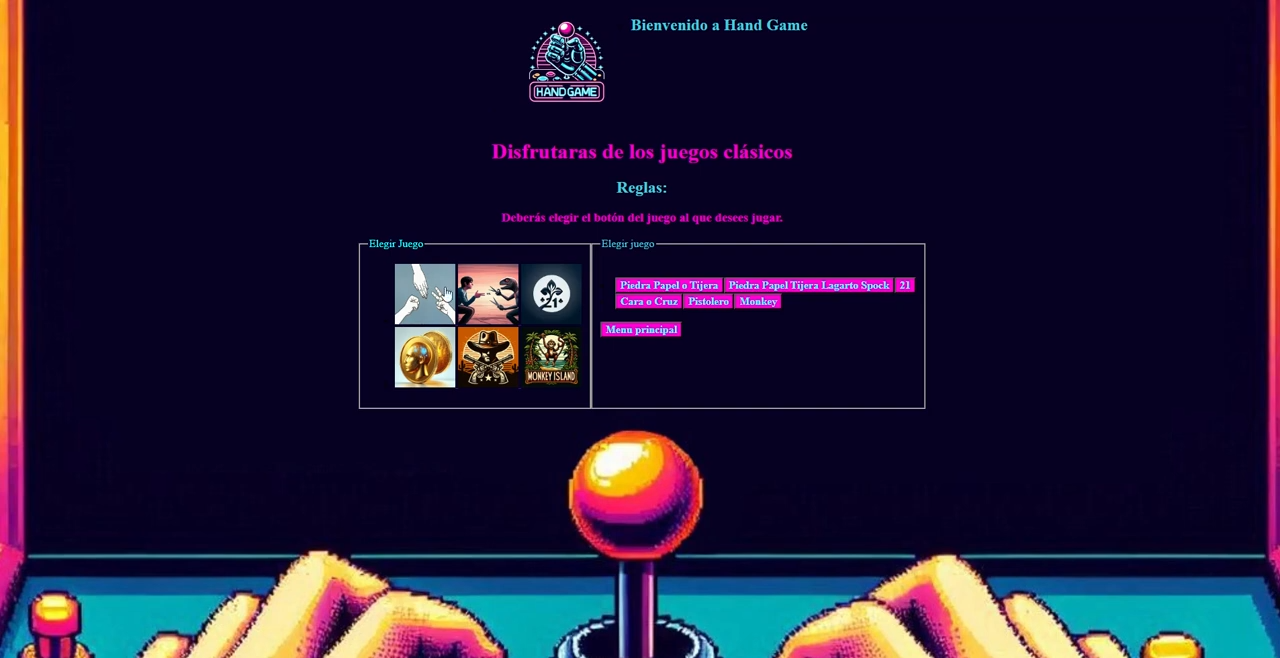 Bienvenido a Hand Game
HANDGAME
Disfrutaras de los juegos clásicos
Reglas:
Deberás elegir el botón del juego al que desees jugar.
Elegir Juego
21
MONKEY ISLAND
Elegir juego
Piedra Papel o Tijera Piedra Papel Tijera Lagarto Spock 21
Cara o Cruz Pistolero Monkey
Menu principal